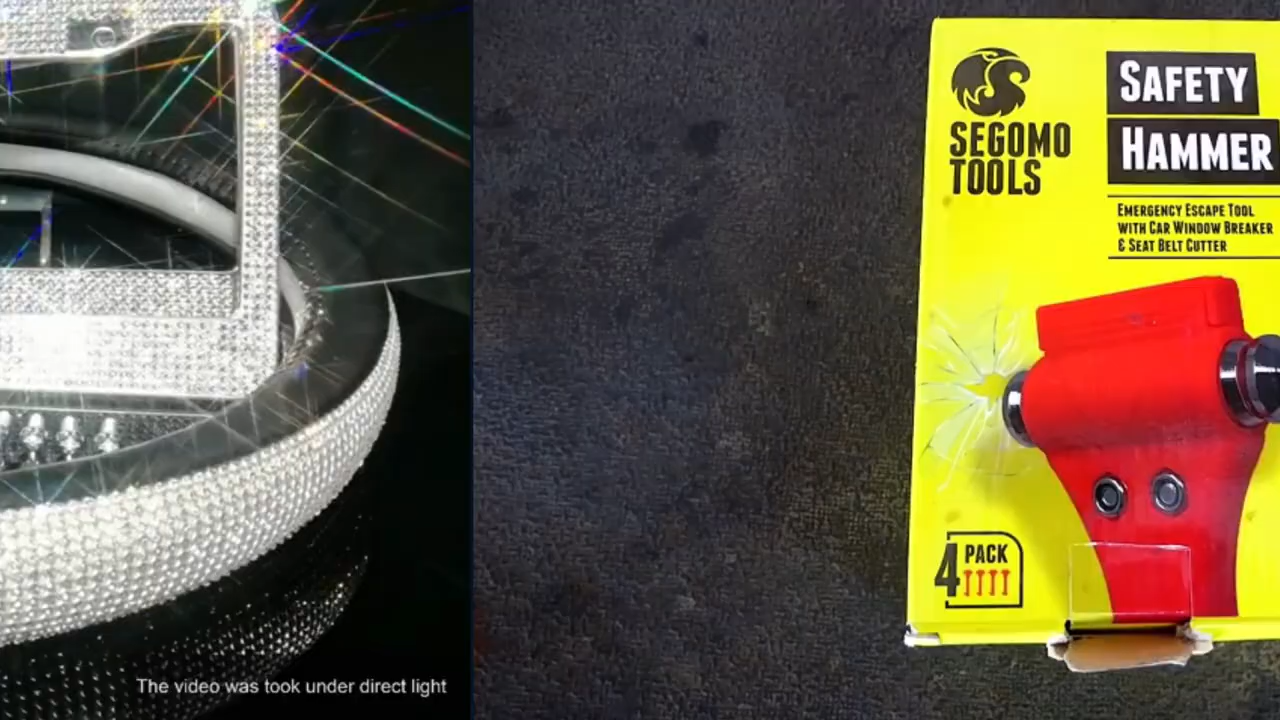 The video was took under direct light
SEGOMO
TOOLS
SAFETY
HAMMER
EMERGENCY ESCAPE TOOL
WITH CAR WINDOW BREAKER
& SEAT BELT CUTTER
4 PACK